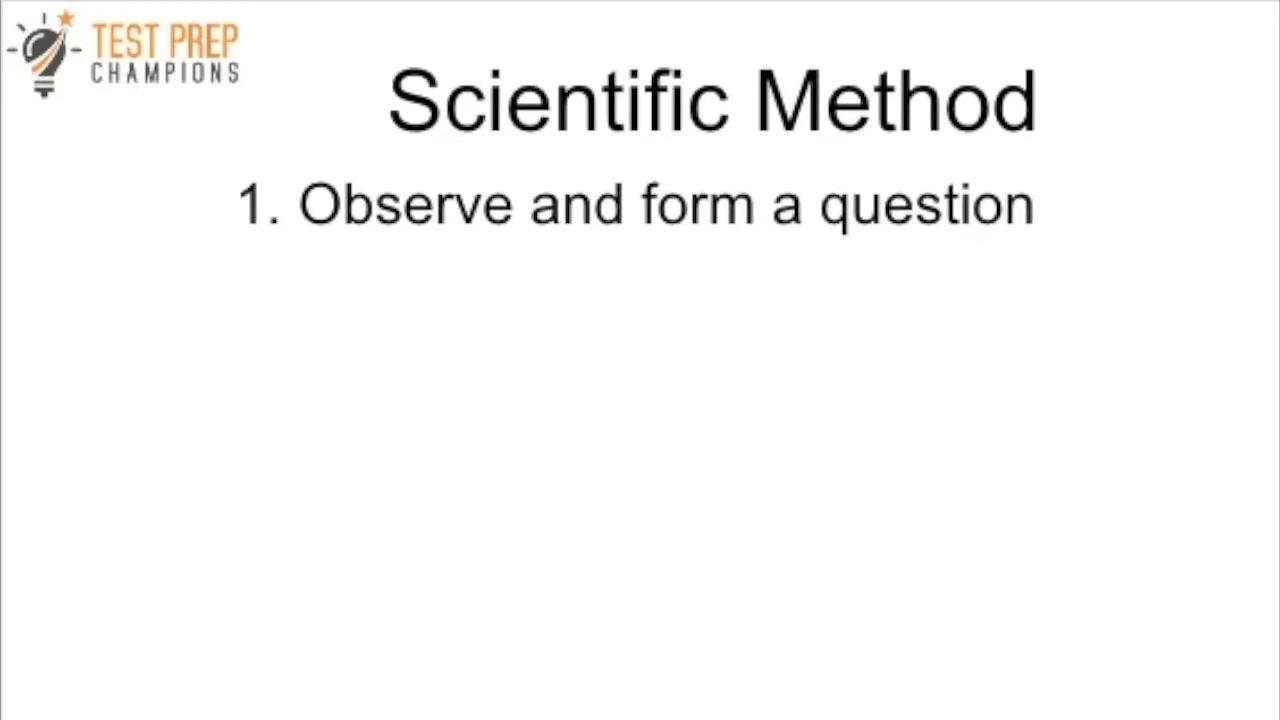 TEST PREP
CHAMPIONS
Scientific Method
1. Observe and form a question